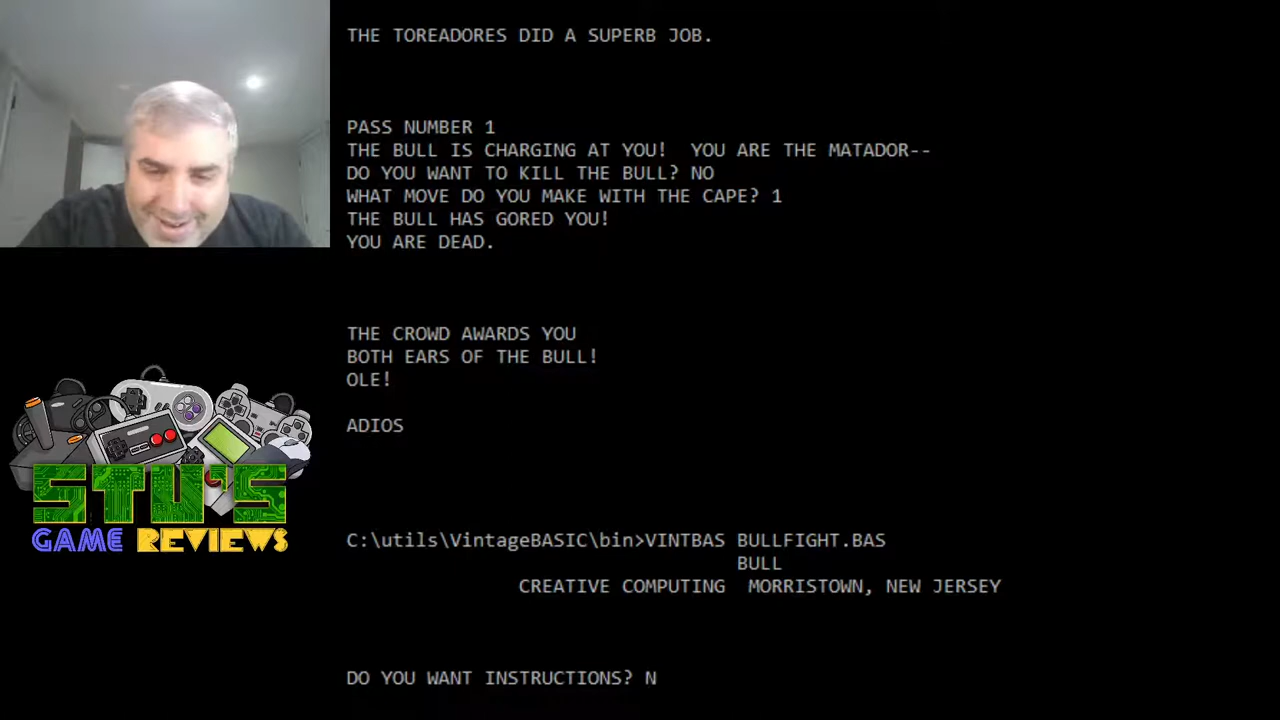 THE TOREADORES DID A SUPERB JOB.
PASS NUMBER 1
THE BULL IS CHARGING AT YOU!  YOU ARE THE MATADOR--
DO YOU WANT TO KILL THE BULL? NO
WHAT MOVE DO YOU MAKE WITH THE CAPE? 1
THE BULL HAS GORED YOU!
YOU ARE DEAD.
THE CROWD AWARDS YOU
BOTH EARS OF THE BULL!
OLE!
ADIOS
C:\utils\VintageBASIC\bin>VINTBAS BULLFIGHT.BAS
BULL
CREATIVE COMPUTING  MORRISTOWN, NEW JERSEY
DO YOU WANT INSTRUCTIONS? N
STU'S
GAME REVIEWS